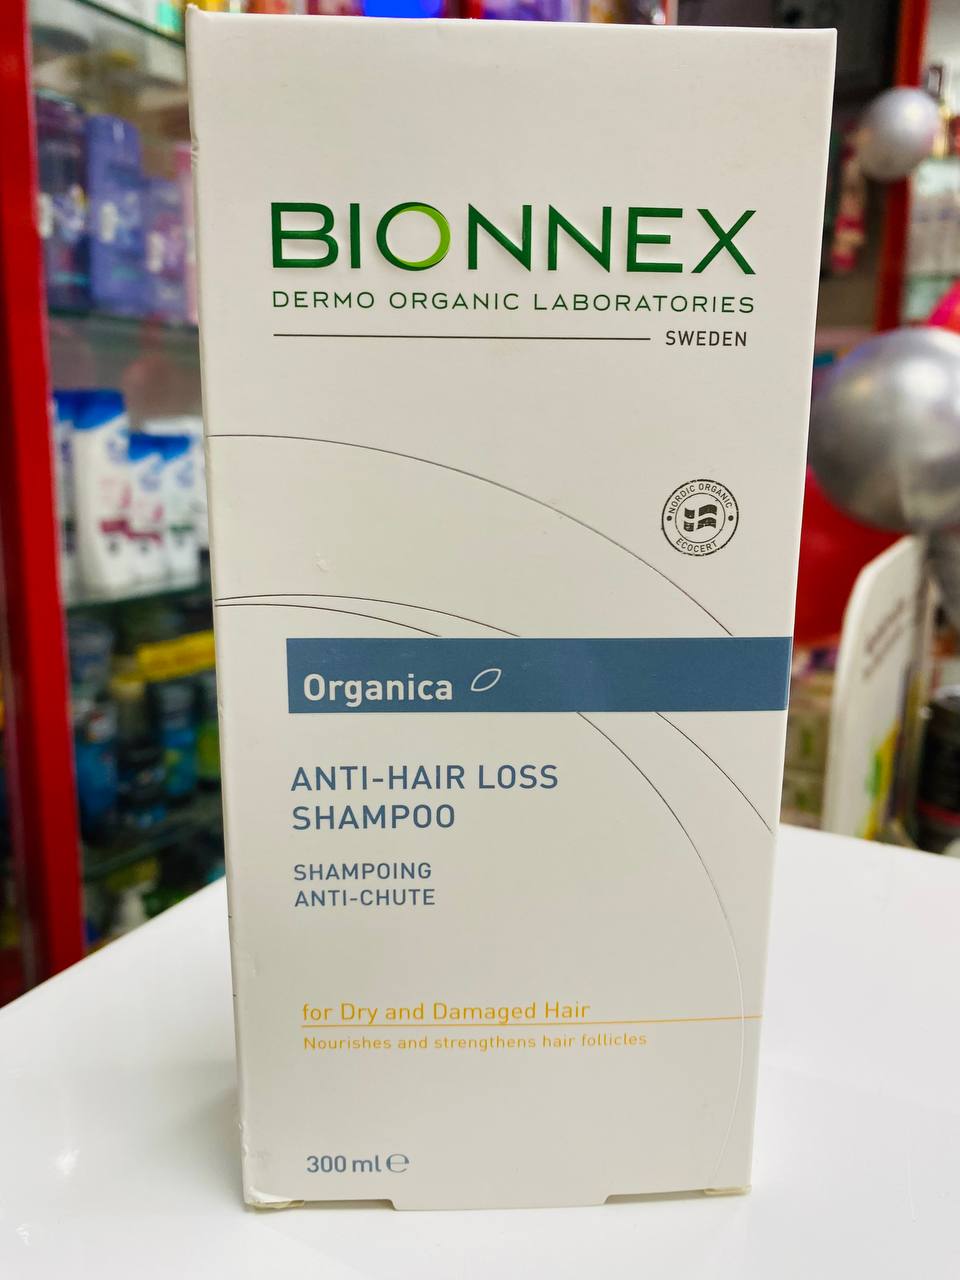 BIONNEX
DERMO ORGANIC LABORATORIES
SWEDEN
NORDIC ORGANIC
ECOCERT
Organica
ANTI-HAIR LOSS
SHAMPOO
SHAMPOING
ANTI-CHUTE
for Dry and Damaged Hair
Nourishes and strengthens hair follicles
300 ml ℮